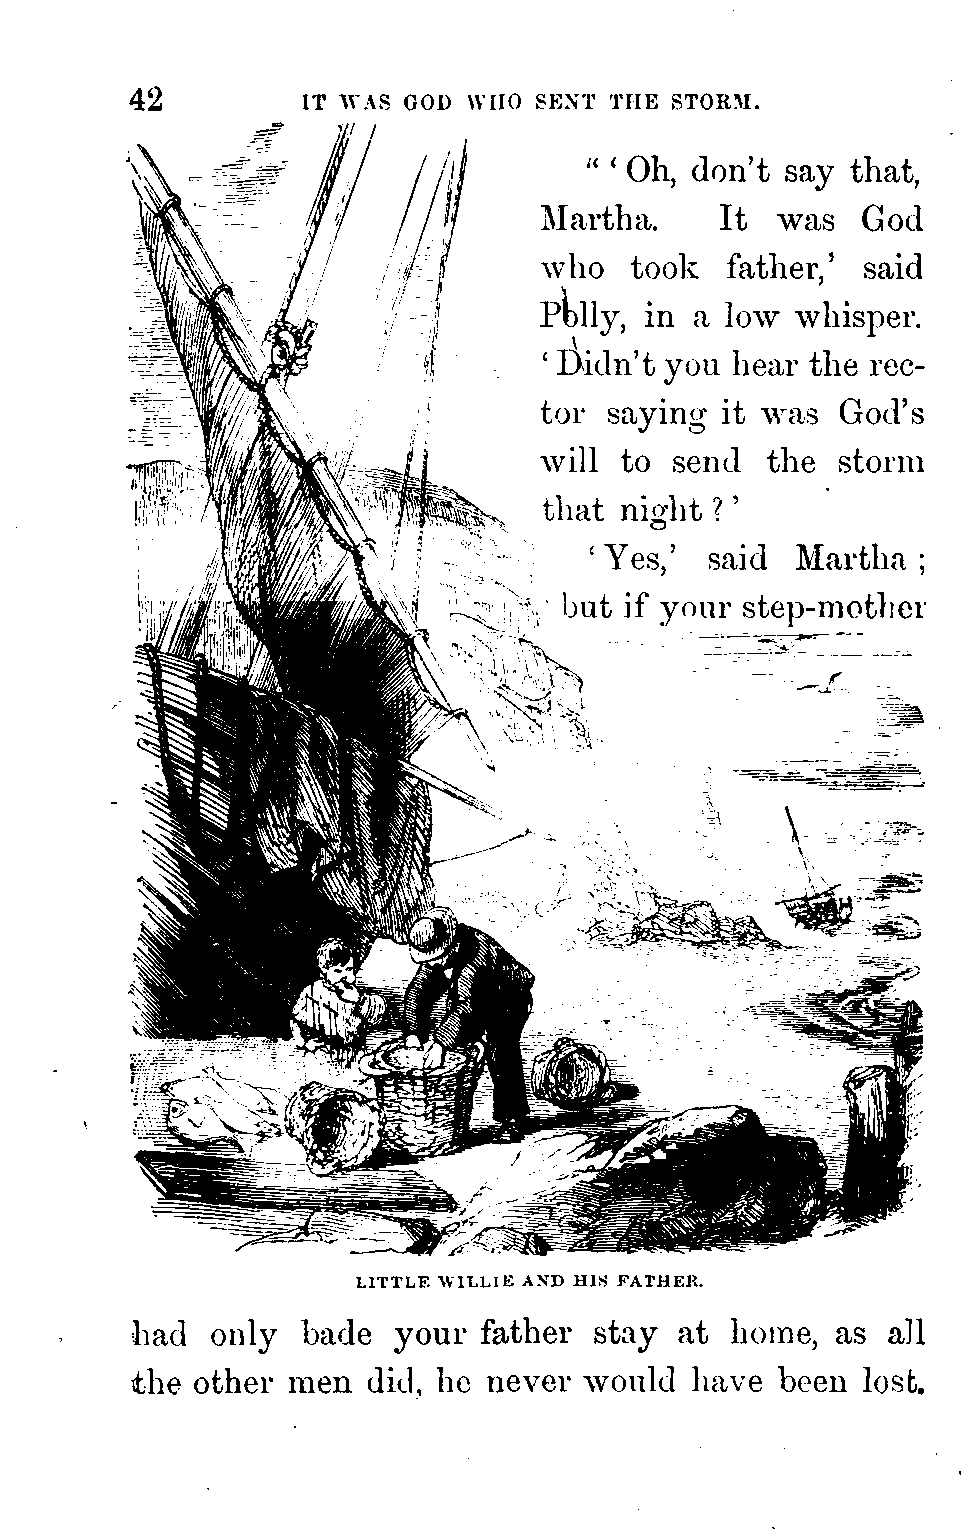 42 IT WAS GOD WHO SENT THE STORM.
" ' Oh, don't say that,
Martha. It was God
who took father,' said
Polly, in a low whisper.
' Didn't you hear the rec-
tor saying it was God's
will to send the storm
that night ? '
' Yes,' said Martha ;
but if your step-mother
LITTLE WILLIE AND HIS FATHER.
had only bade your father stay at home, as all
the other men did, he never would have been lost.